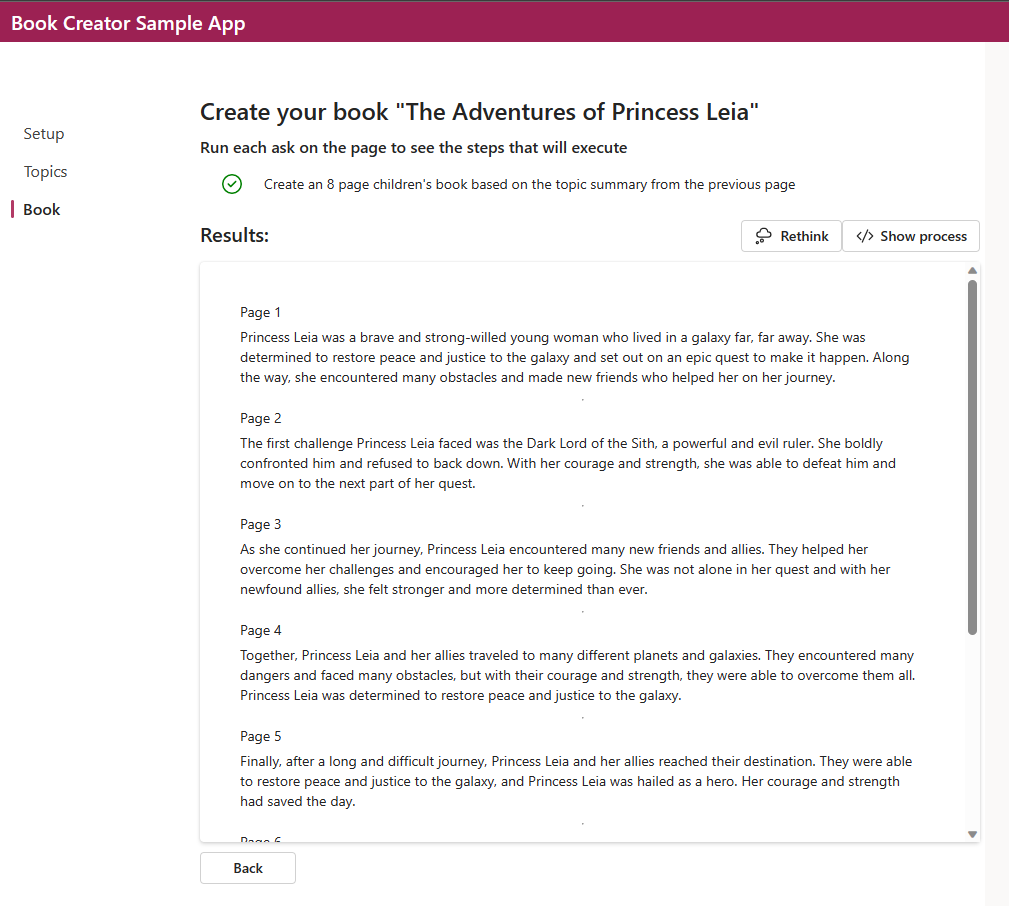 Book Creator Sample App
Setup
Topics
Book
Create your book "The Adventures of Princess Leia"
Run each ask on the page to see the steps that will execute
Create an 8 page children's book based on the topic summary from the previous page
Results:
Rethink
</> Show process
Page 1
Princess Leia was a brave and strong-willed young woman who lived in a galaxy far, far away. She was
determined to restore peace and justice to the galaxy and set out on an epic quest to make it happen. Along
the way, she encountered many obstacles and made new friends who helped her on her journey.
Page 2
The first challenge Princess Leia faced was the Dark Lord of the Sith, a powerful and evil ruler. She boldly
confronted him and refused to back down. With her courage and strength, she was able to defeat him and
move on to the next part of her quest.
Page 3
As she continued her journey, Princess Leia encountered many new friends and allies. They helped her
overcome her challenges and encouraged her to keep going. She was not alone in her quest and with her
newfound allies, she felt stronger and more determined than ever.
Page 4
Together, Princess Leia and her allies traveled to many different planets and galaxies. They encountered many
dangers and faced many obstacles, but with their courage and strength, they were able to overcome them all.
Princess Leia was determined to restore peace and justice to the galaxy.
Page 5
Finally, after a long and difficult journey, Princess Leia and her allies reached their destination. They were able
to restore peace and justice to the galaxy, and Princess Leia was hailed as a hero. Her courage and strength
had saved the day.
Page 6
Back